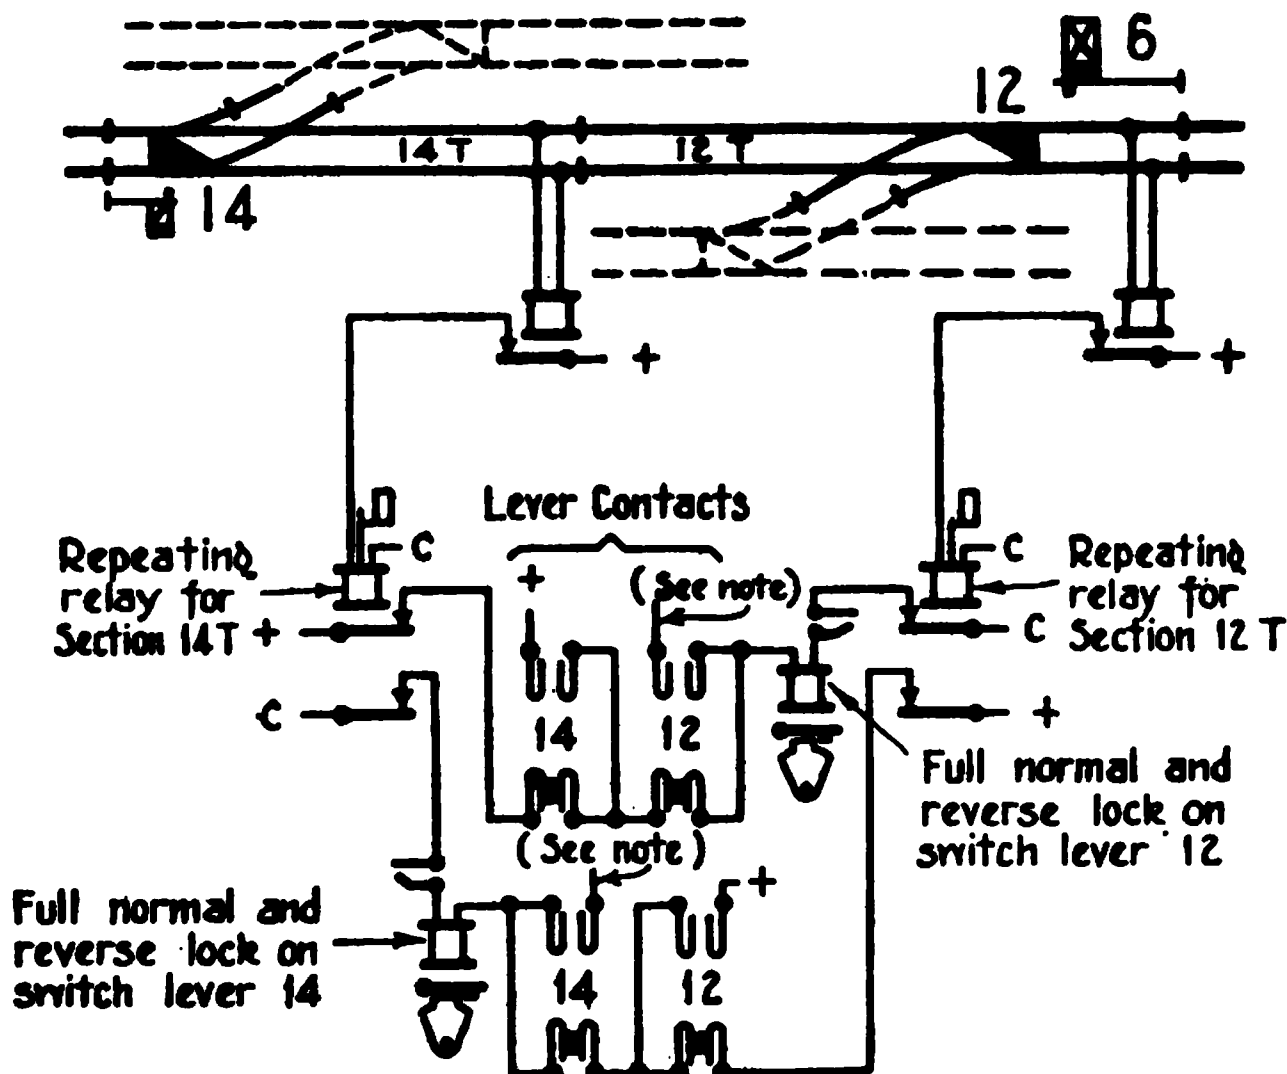 6
12
14 T
12 T
14
+
+
Lever Contacts
C
C
+
(See note)
Repeating
relay for
Section 14T +
Repeating
relay for
Section 12 T
C
C
+
14
12
Full normal and
reverse lock on
switch lever 12
(See note)
+
Full normal and
reverse lock on
switch lever 14
14
12